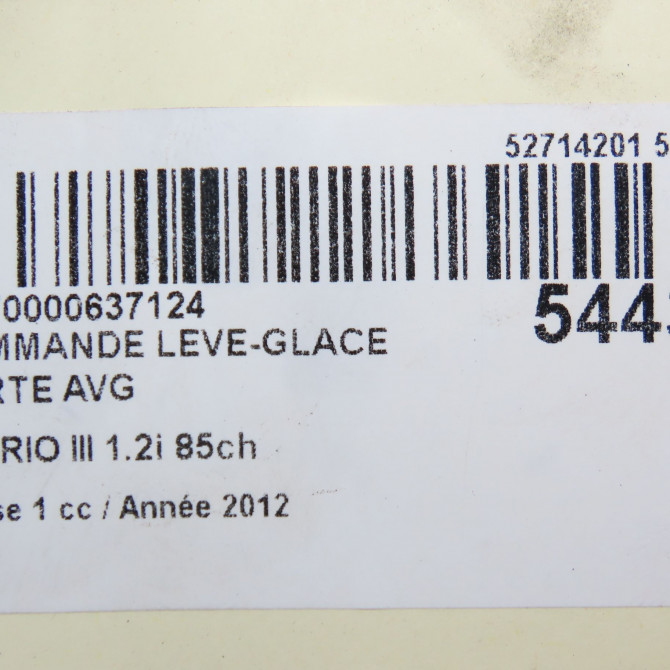 52714201 5
0000637124
544
MMANDE LEVE-GLACE
RTE AVG
RIO III 1.2i 85ch
se 1 cc / Année 2012